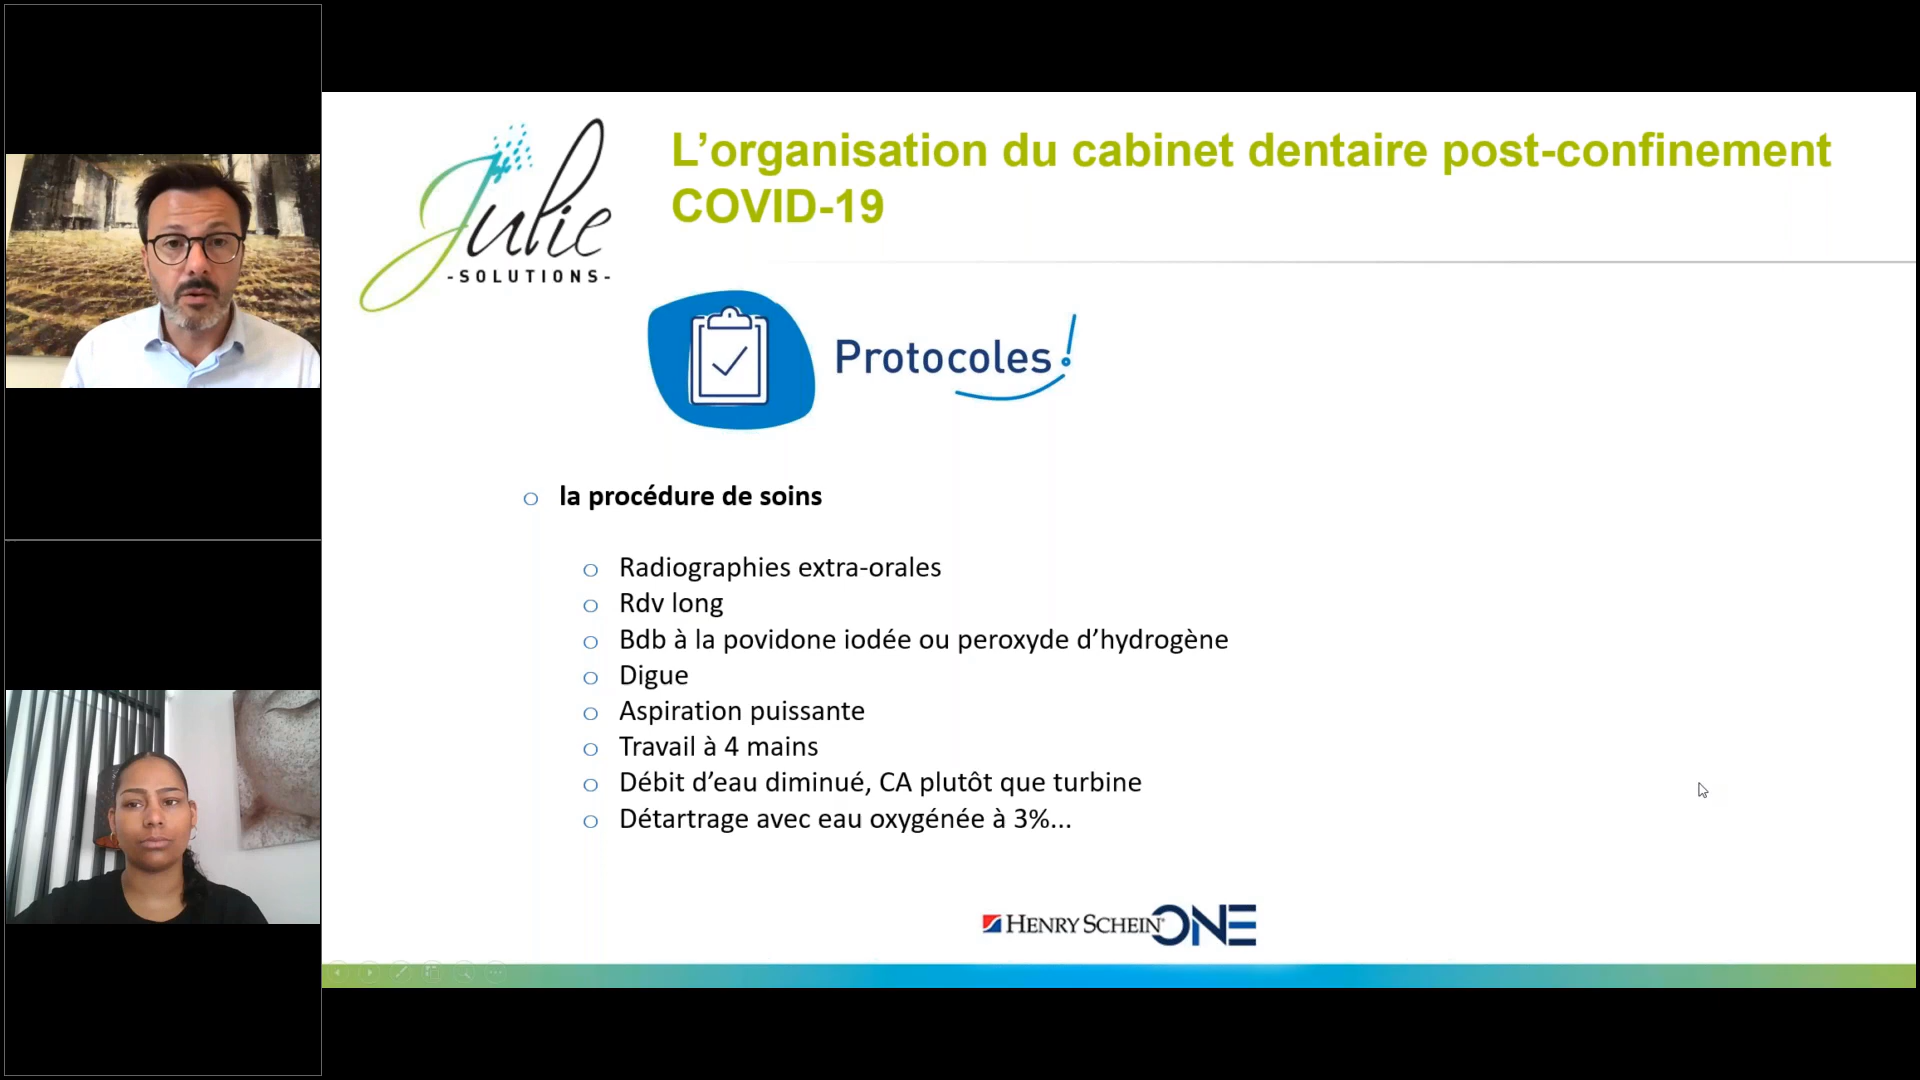 Julie
-SOLUTIONS-
L’organisation du cabinet dentaire post-confinement
COVID-19
Protocoles!
la procédure de soins
Radiographies extra-orales
Rdv long
Bdb à la povidone iodée ou peroxyde d’hydrogène
Digue
Aspiration puissante
Travail à 4 mains
Débit d’eau diminué, CA plutôt que turbine
Détartrage avec eau oxygénée à 3%...
HENRY SCHEIN® ONE